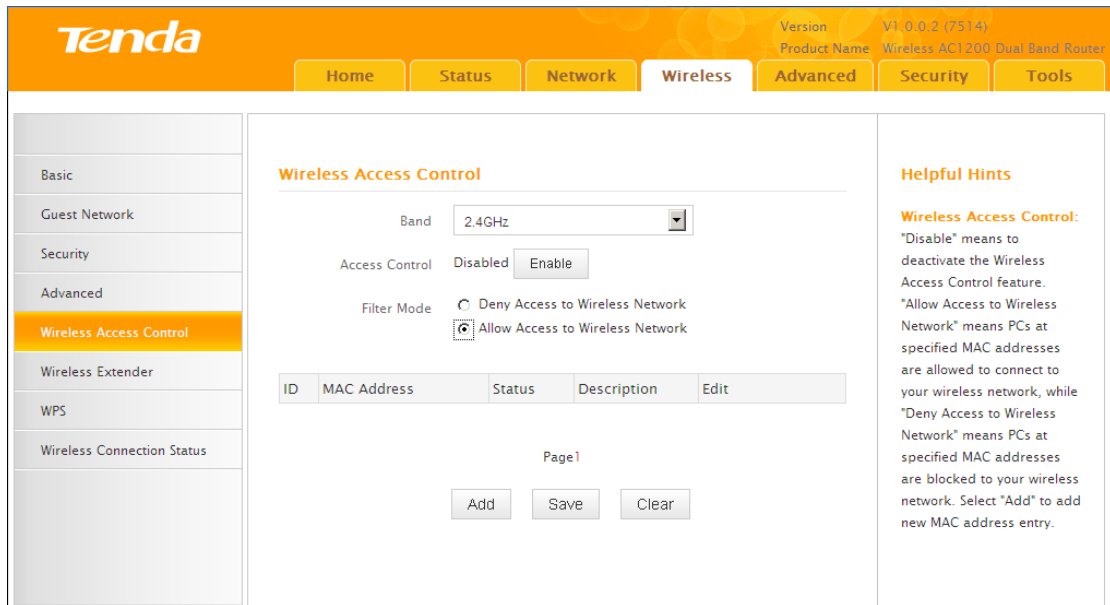 Tenda
Version V1.0.0.2 (7514)
Product Name Wireless AC1200 Dual Band Router
Home Status Network Wireless Advanced Security Tools
Basic
Guest Network
Security
Advanced
Wireless Access Control
Wireless Extender
WPS
Wireless Connection Status
Wireless Access Control
Band 2.4GHz
Access Control Disabled Enable
Filter Mode Deny Access to Wireless Network
Allow Access to Wireless Network
ID MAC Address Status Description Edit
Page1
Add Save Clear
Helpful Hints
Wireless Access Control:
"Disable" means to
deactivate the Wireless
Access Control feature.
"Allow Access to Wireless
Network" means PCs at
specified MAC addresses
are allowed to connect to
your wireless network, while
"Deny Access to Wireless
Network" means PCs at
specified MAC addresses
are blocked to your wireless
network. Select "Add" to add
new MAC address entry.